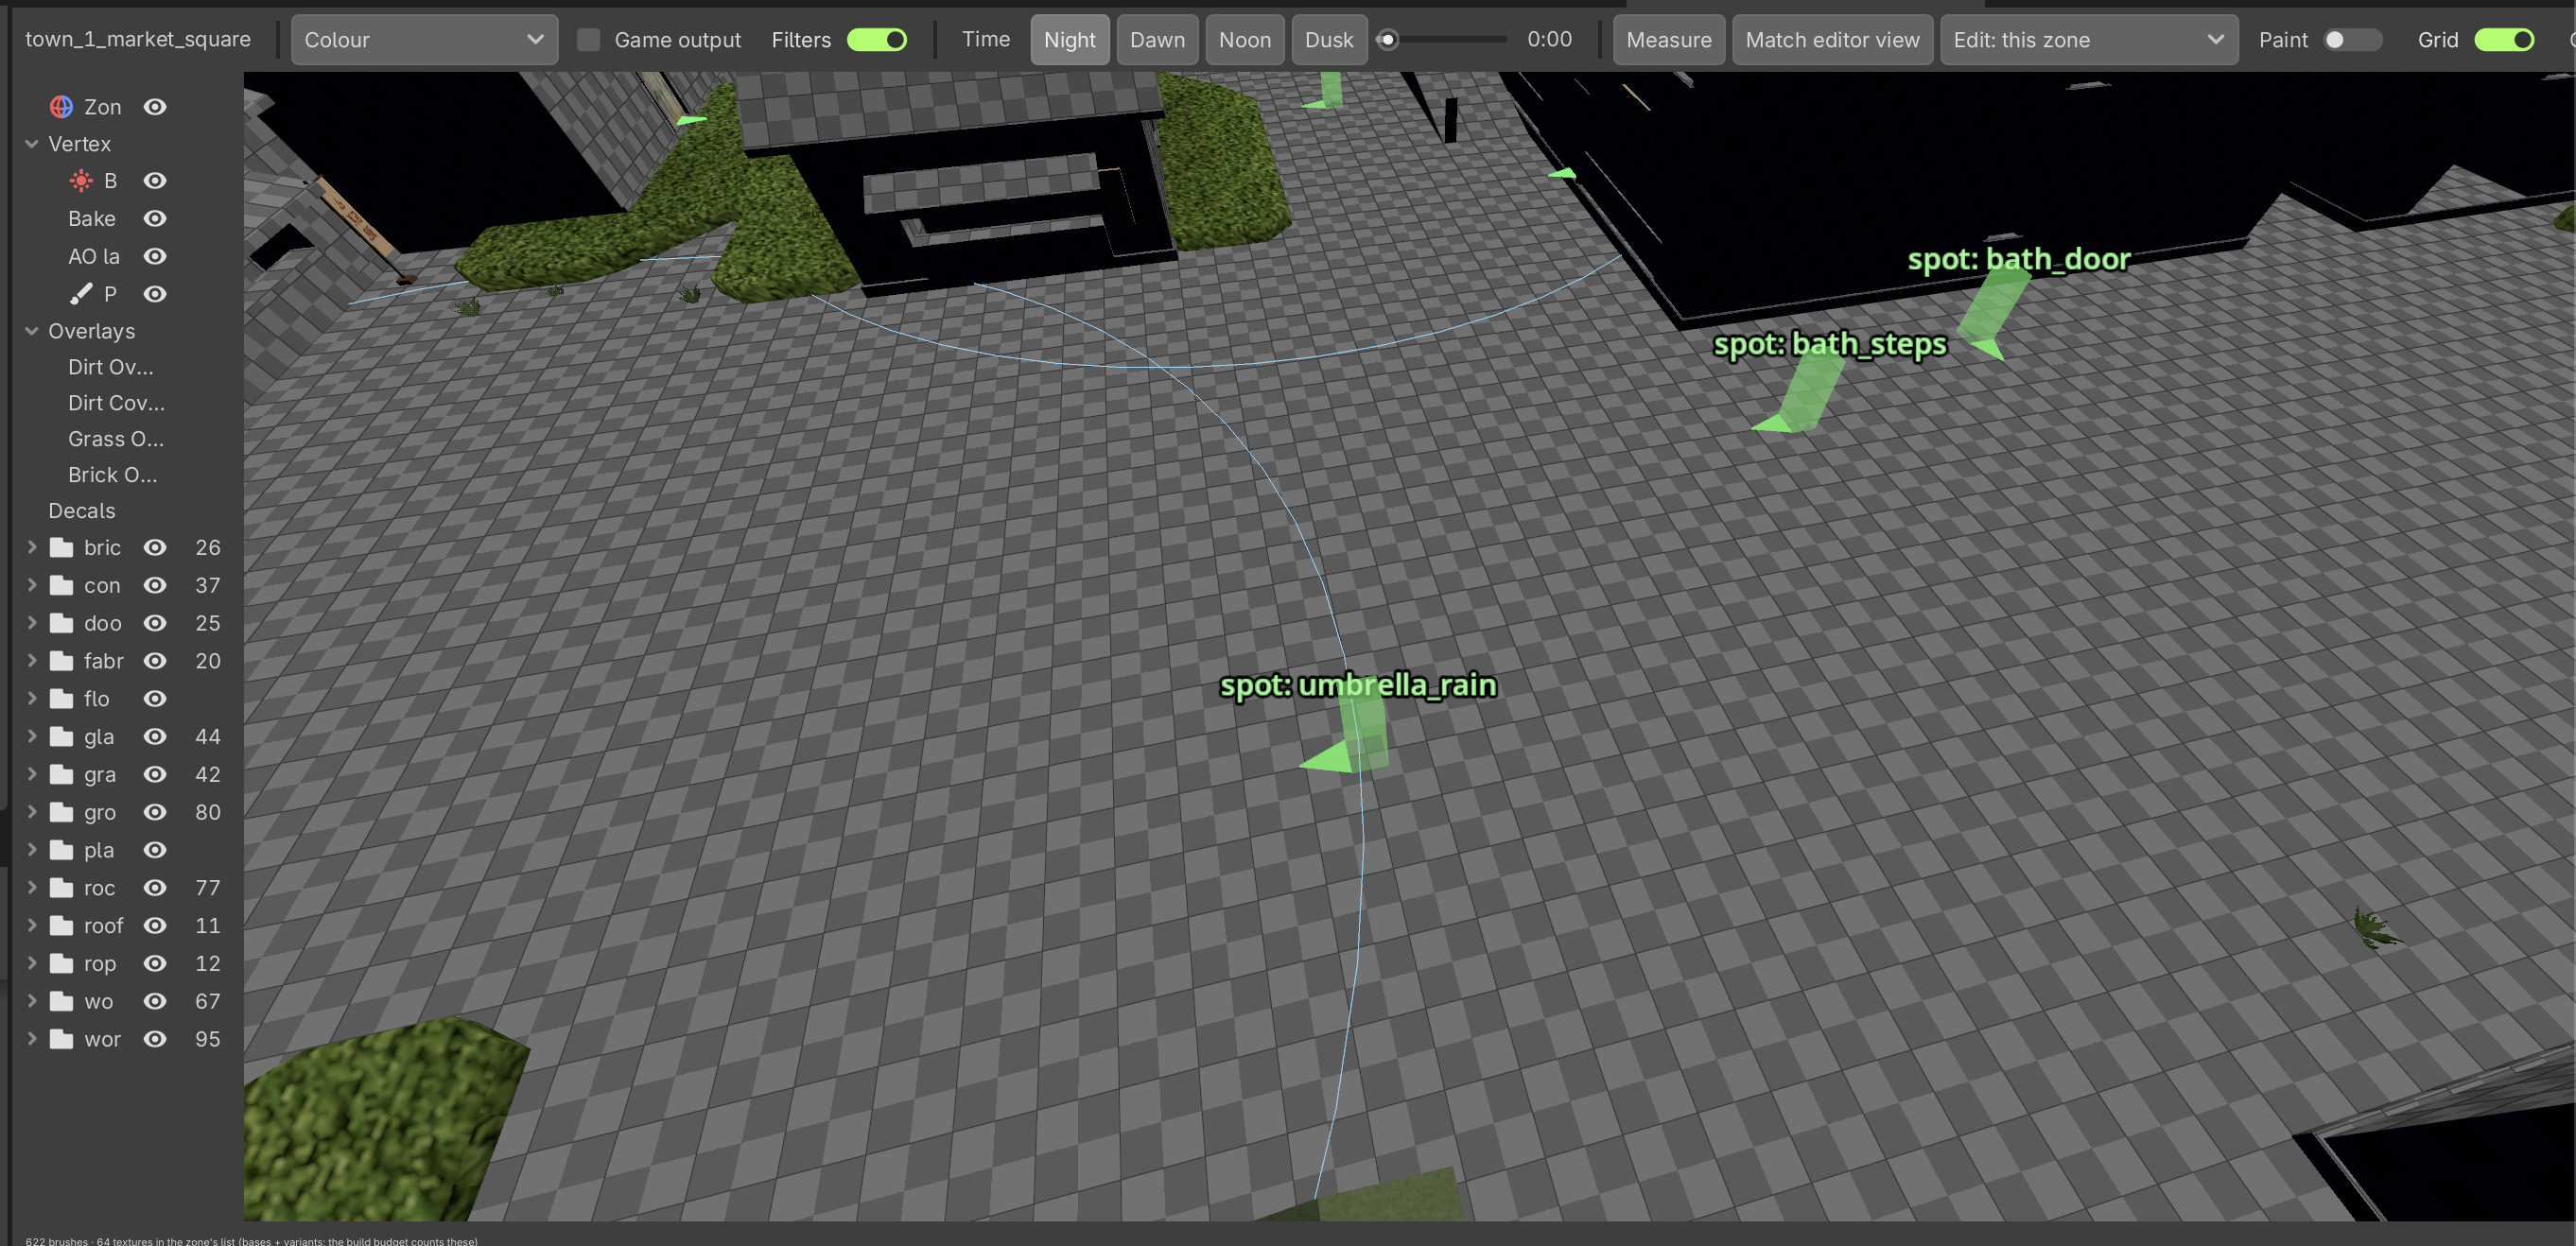 town_1_market_square Colour Game output Filters Time Night Dawn Noon Dusk 0:00 Measure Match editor view Edit: this zone Paint Grid
Zon
Vertex
B
Bake
AO la
P
Overlays
Dirt Ov...
Dirt Cov...
Grass O...
Brick O...
Decals
bric 26
con 37
doo 25
fabr 20
flo
gla 44
gra 42
gro 80
pla
roc 77
roof 11
rop 12
wo 67
wor 95
spot: bath_door
spot: bath_steps
spot: umbrella_rain
622 brushes · 64 textures in the zone's list (bases + variants; the build budget counts these)